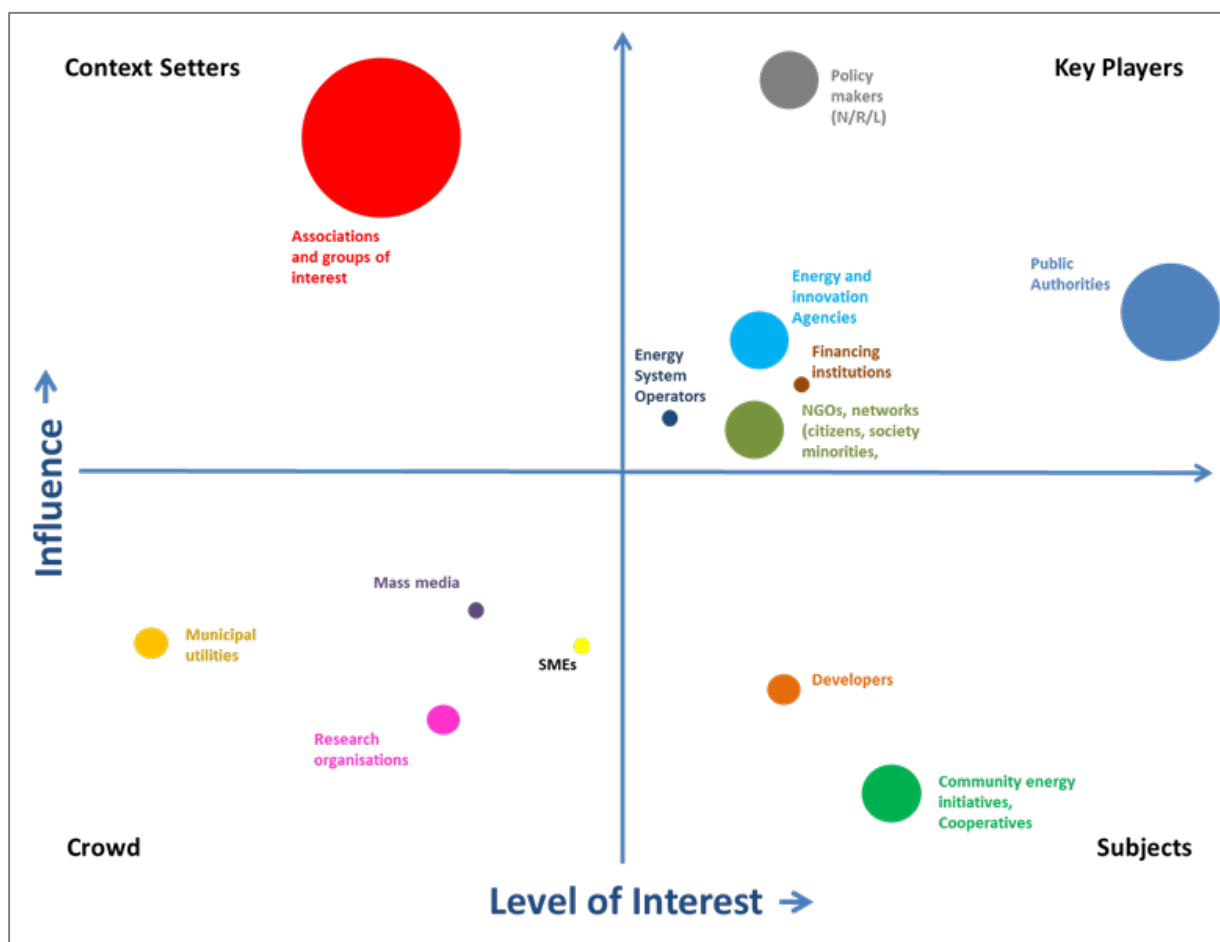 Context Setters
Key Players
Policy
makers
(N/R/L)
Associations
and groups of
interest
Public
Authorities
Energy and
innovation
Agencies
Energy
System
Operators
Financing
institutions
NGOs, networks
(citizens, society
minorities,
Influence →
Mass media
Municipal
utilities
SMEs
Developers
Research
organisations
Community energy
initiatives,
Cooperatives
Crowd
Subjects
Level of Interest →